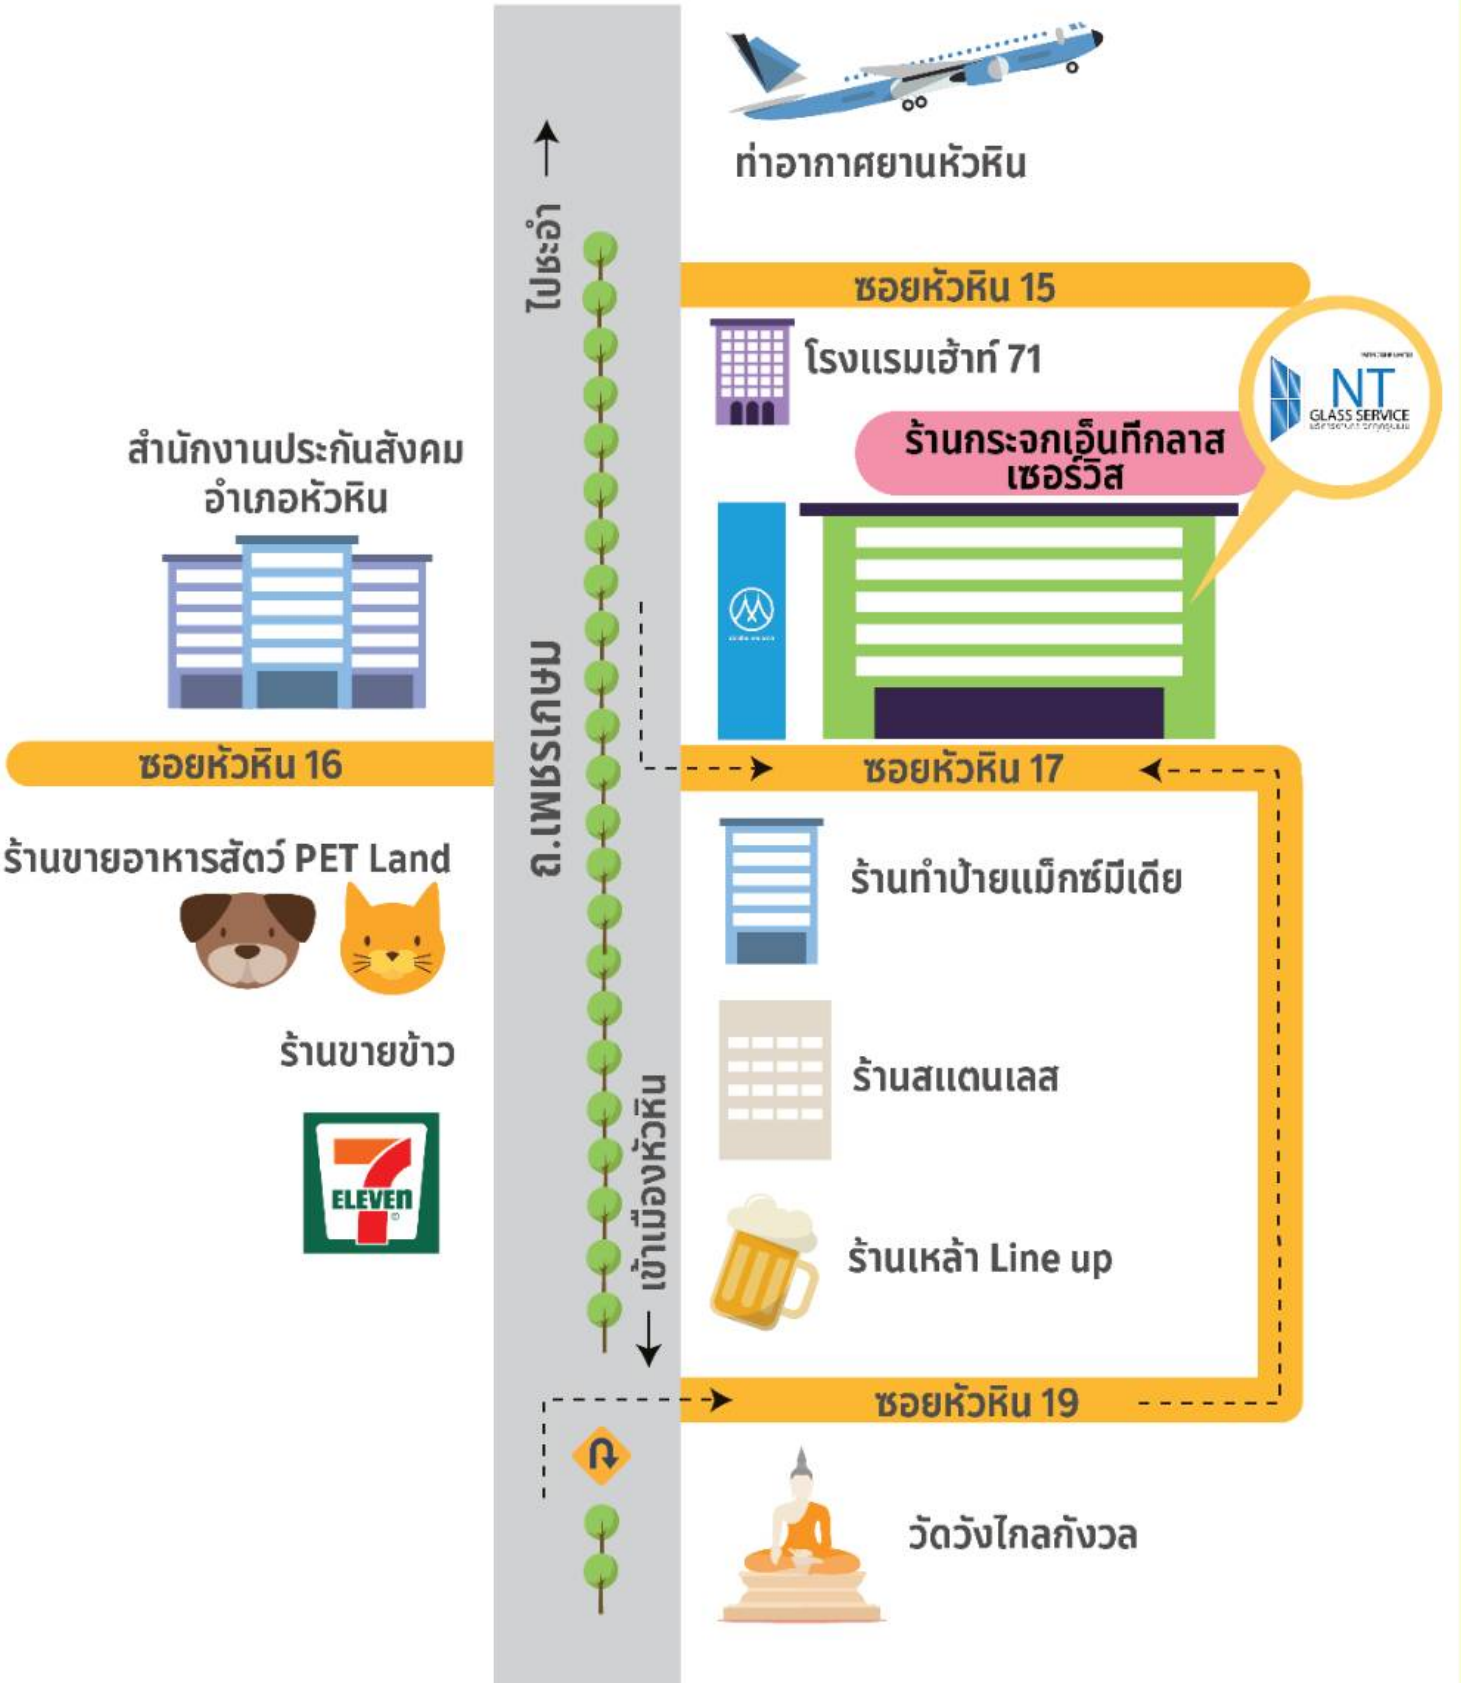 ท่าอากาศยานหัวหิน
ไปชะอำ
ซอยหัวหิน 15
โรงแรมเฮ้าท์ 71
NT
GLASS SERVICE
ร้านกระจกเอ็นทีกลาส
เซอร์วิส
สำนักงานประกันสังคม
อำเภอหัวหิน
ถ.เพชรเกษม
ซอยหัวหิน 16
ซอยหัวหิน 17
ร้านขายอาหารสัตว์ PET Land
ร้านทำป้ายแม็กซ์มีเดีย
ร้านขายข้าว
ร้านสแตนเลส
เข้าเมืองหัวหิน
7
ELEVEn
©
ร้านเหล้า Line up
ซอยหัวหิน 19
วัดวังไกลกังวล